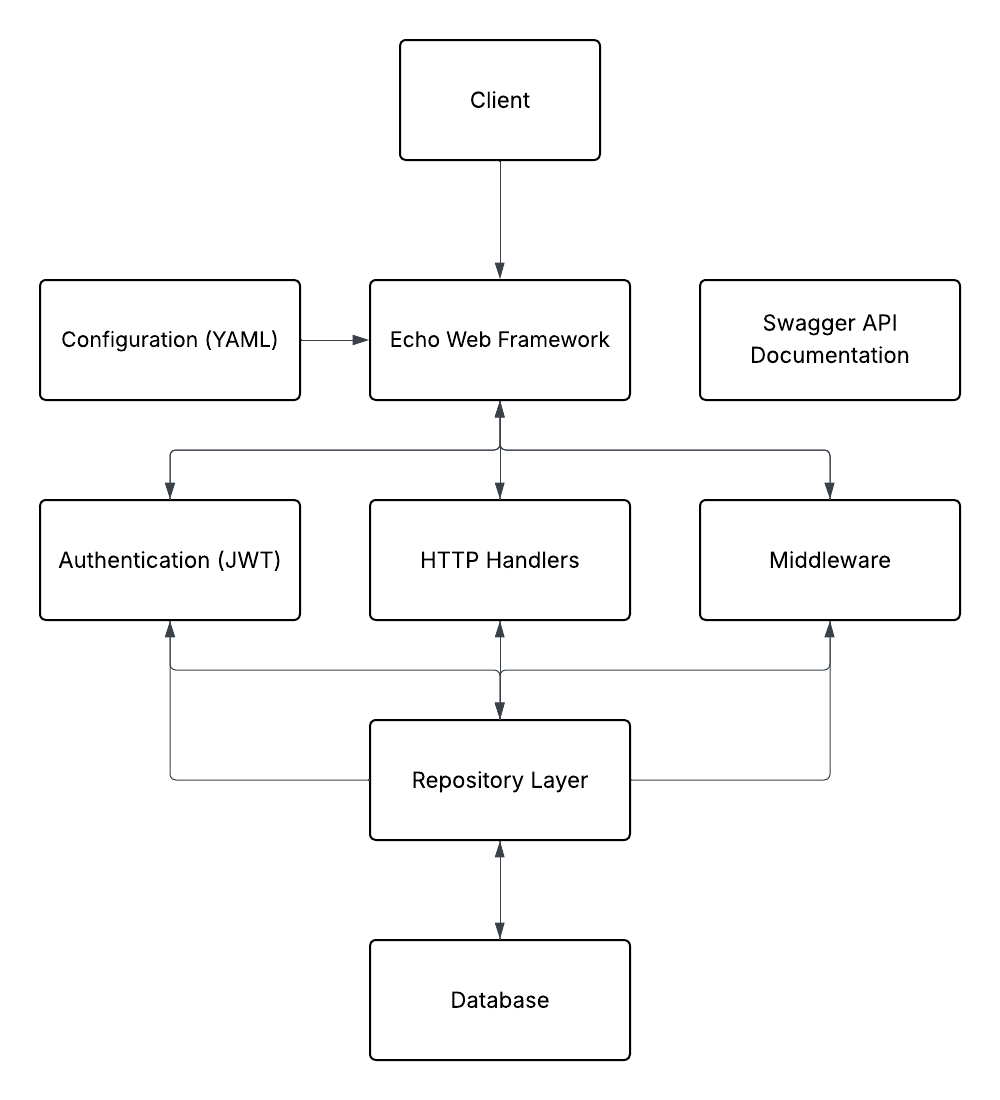 Client
Configuration (YAML)
Echo Web Framework
Swagger API
Documentation
Authentication (JWT)
HTTP Handlers
Middleware
Repository Layer
Database